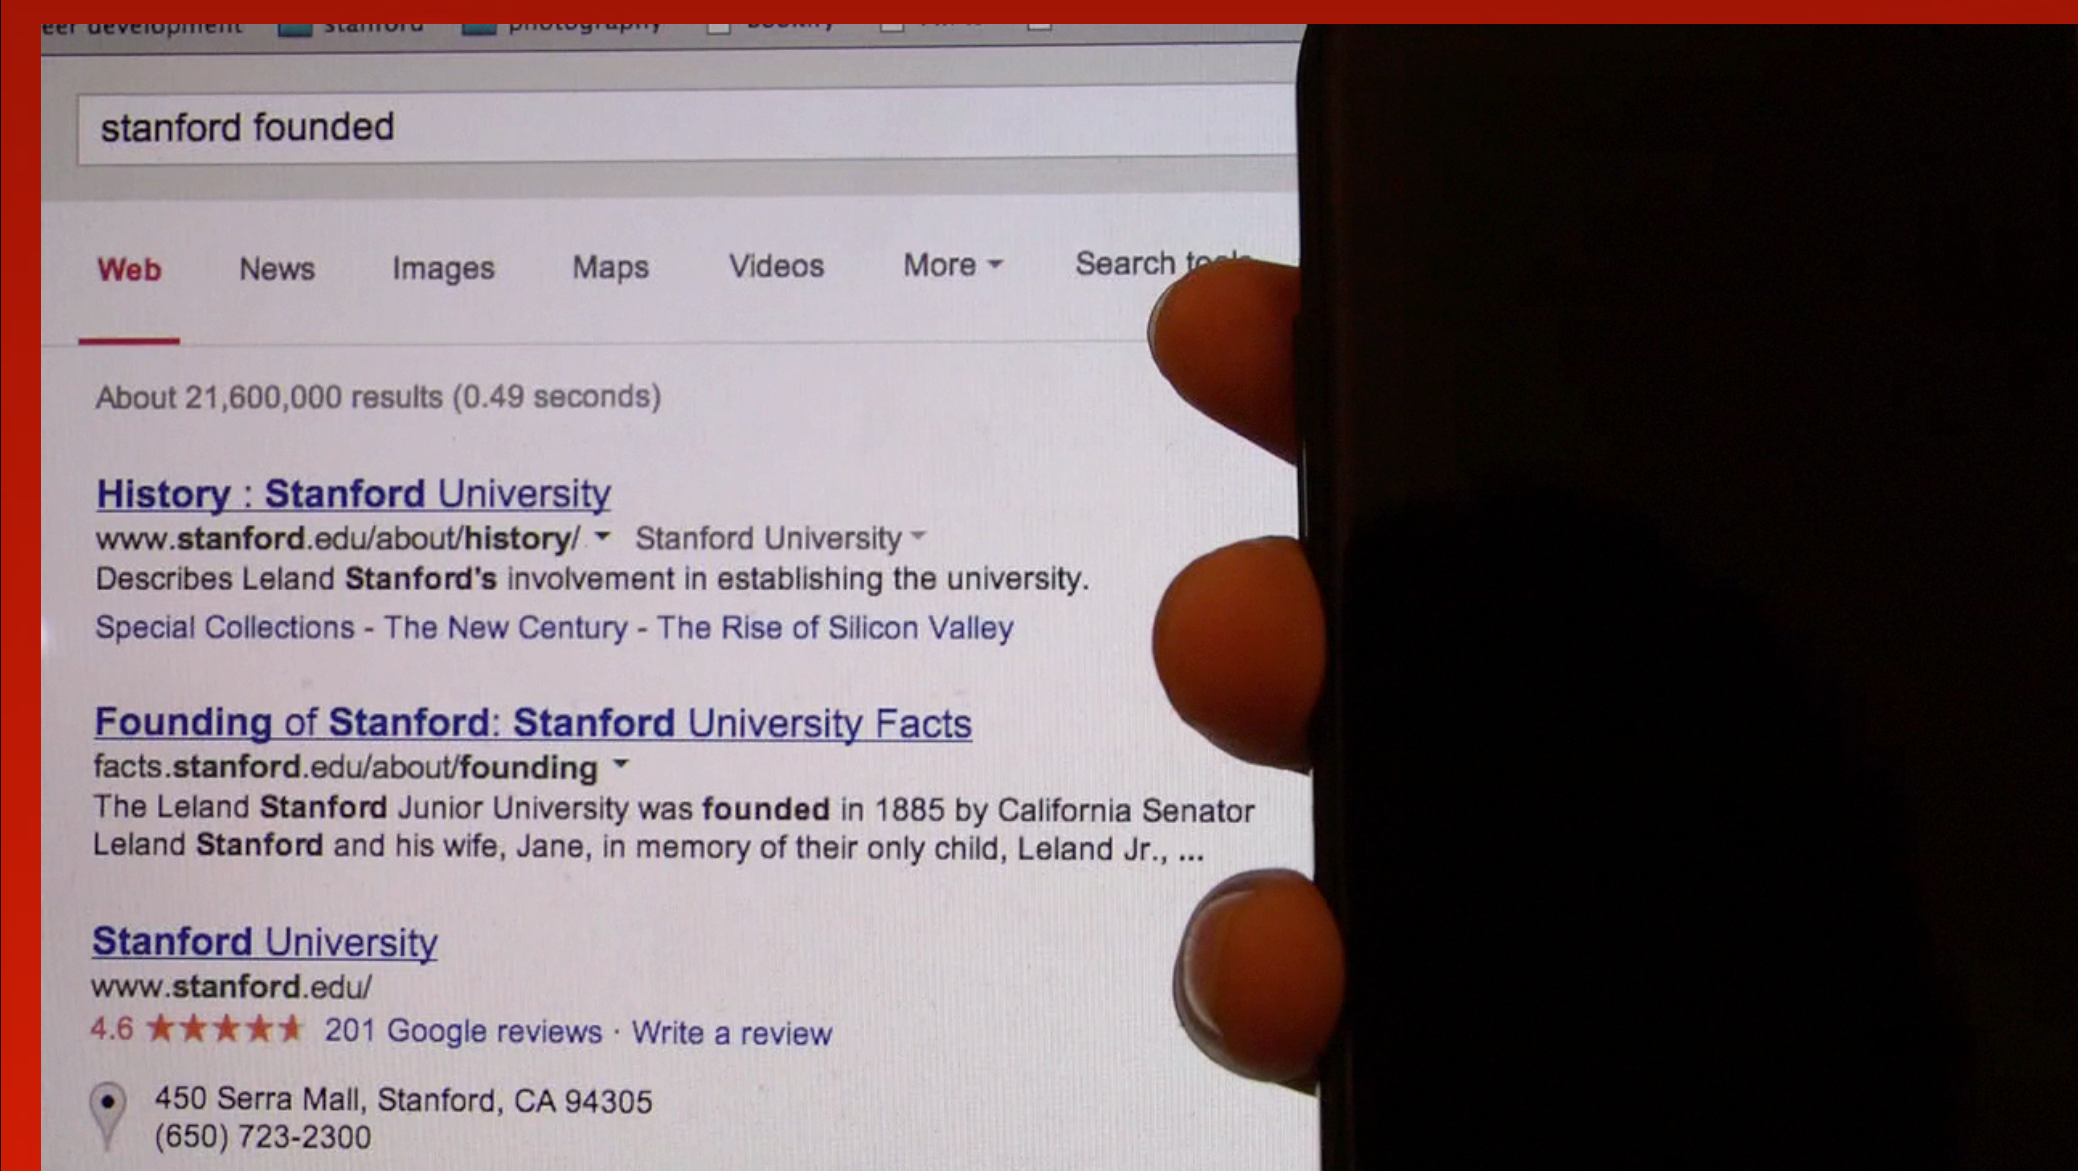 stanford photography
stanford founded
Web News Images Maps Videos More Search
About 21,600,000 results (0.49 seconds)
History : Stanford University
www.stanford.edu/about/history/ Stanford University
Describes Leland Stanford's involvement in establishing the university.
Special Collections - The New Century - The Rise of Silicon Valley
Founding of Stanford: Stanford University Facts
facts.stanford.edu/about/founding
The Leland Stanford Junior University was founded in 1885 by California Senator
Leland Stanford and his wife, Jane, in memory of their only child, Leland Jr., ...
Stanford University
www.stanford.edu/
4.6 201 Google reviews · Write a review
450 Serra Mall, Stanford, CA 94305
(650) 723-2300